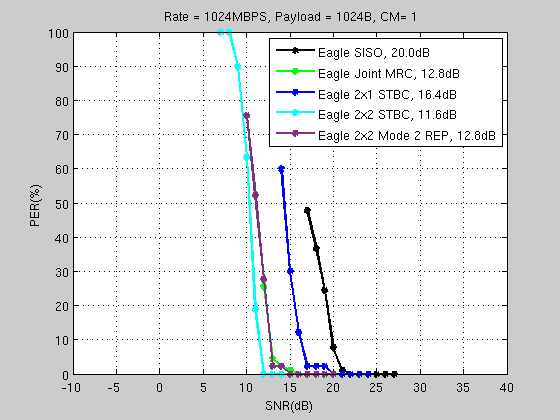 Rate = 1024MBPS, Payload = 1024B, CM= 1
Eagle SISO, 20.0dB
Eagle Joint MRC, 12.8dB
Eagle 2x1 STBC, 16.4dB
Eagle 2x2 STBC, 11.6dB
Eagle 2x2 Mode 2 REP, 12.8dB
PER(%)
100
90
80
70
60
50
40
30
20
10
0
-10
-5
0
5
10
15
20
25
30
35
40
SNR(dB)